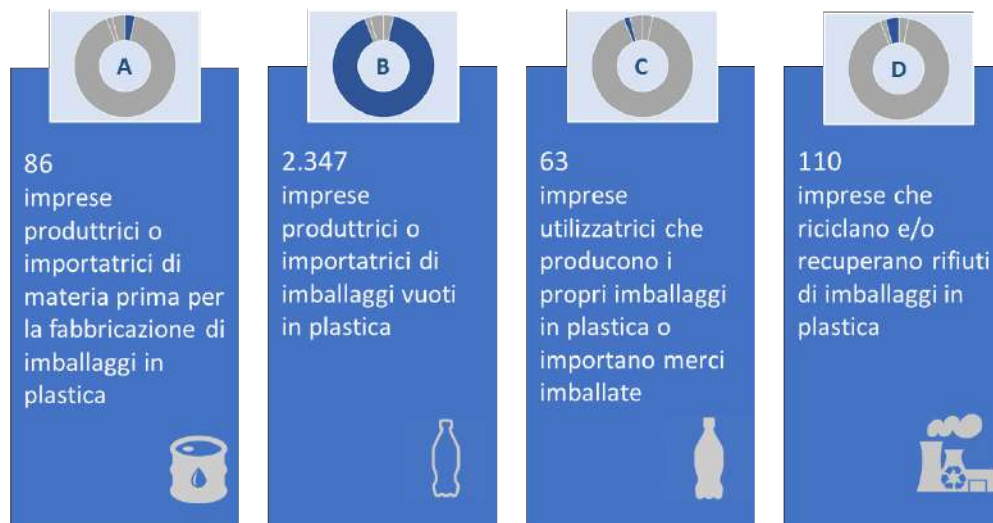 A
86
imprese
produttrici o
importatrici di
materia prima per
la fabbricazione di
imballaggi in
plastica
B
2.347
imprese
produttrici o
importatrici di
imballaggi vuoti
in plastica
C
63
imprese
utilizzatrici che
producono i
propri imballaggi
in plastica o
importano merci
imballate
D
110
imprese che
riciclano e/o
recuperano rifiuti
di imballaggi in
plastica